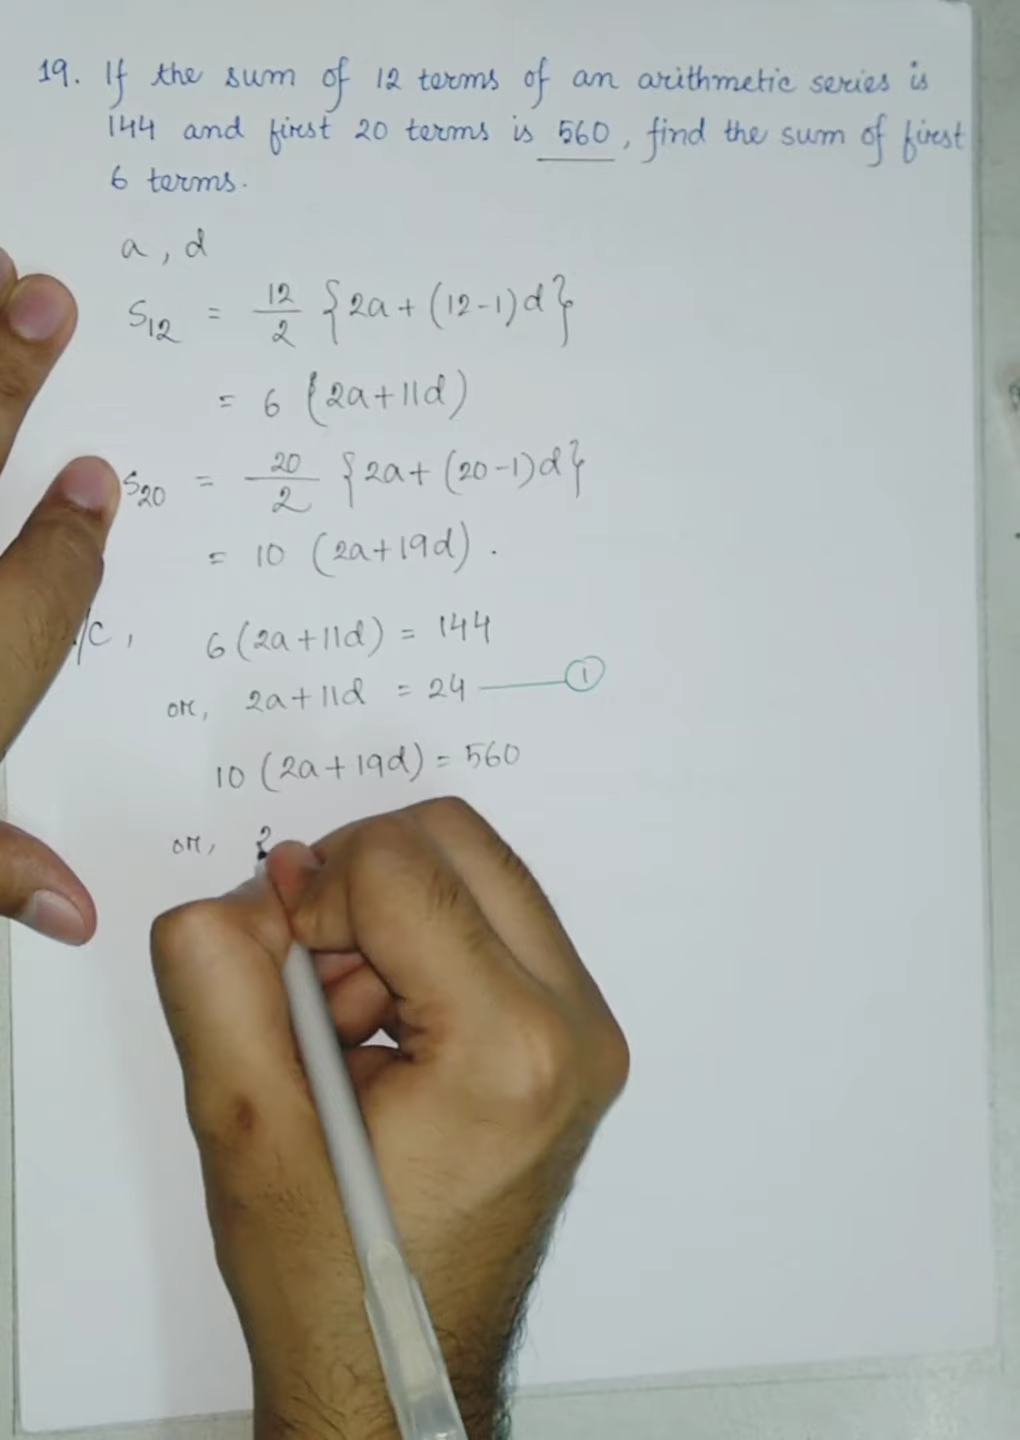 19. If the sum of 12 terms of an arithmetic series is
144 and first 20 terms is 560, find the sum of first
6 terms.
a, d
S₁₂ = 12/2 {2a+(12-1)d}
= 6 (2a+11d)
S₂₀ = 20/2 {2a+(20-1)d}
= 10 (2a+19d).
/C, 6(2a+11d) = 144
or, 2a+11d = 24 —— ①
10 (2a+19d) = 560
or, 2